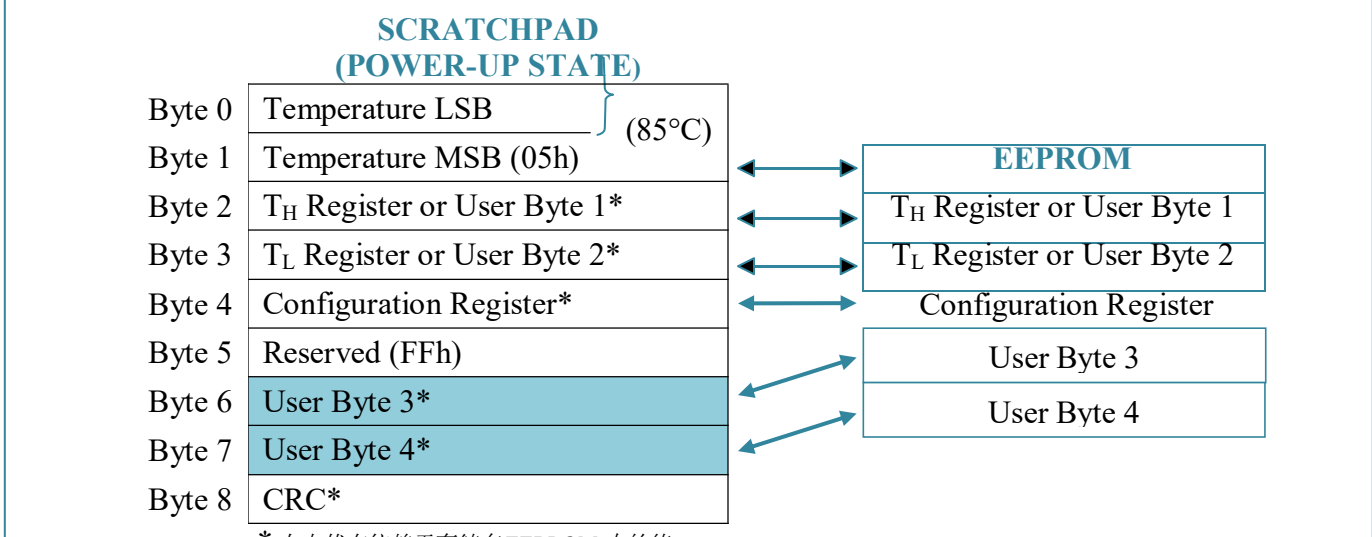 SCRATCHPAD
(POWER-UP STATE)
Byte 0 Temperature LSB
(85°C)
Byte 1 Temperature MSB (05h)
EEPROM
Byte 2 TH Register or User Byte 1*
TH Register or User Byte 1
Byte 3 TL Register or User Byte 2*
TL Register or User Byte 2
Byte 4 Configuration Register*
Configuration Register
Byte 5 Reserved (FFh)
User Byte 3
Byte 6 User Byte 3*
User Byte 4
Byte 7 User Byte 4*
Byte 8 CRC*